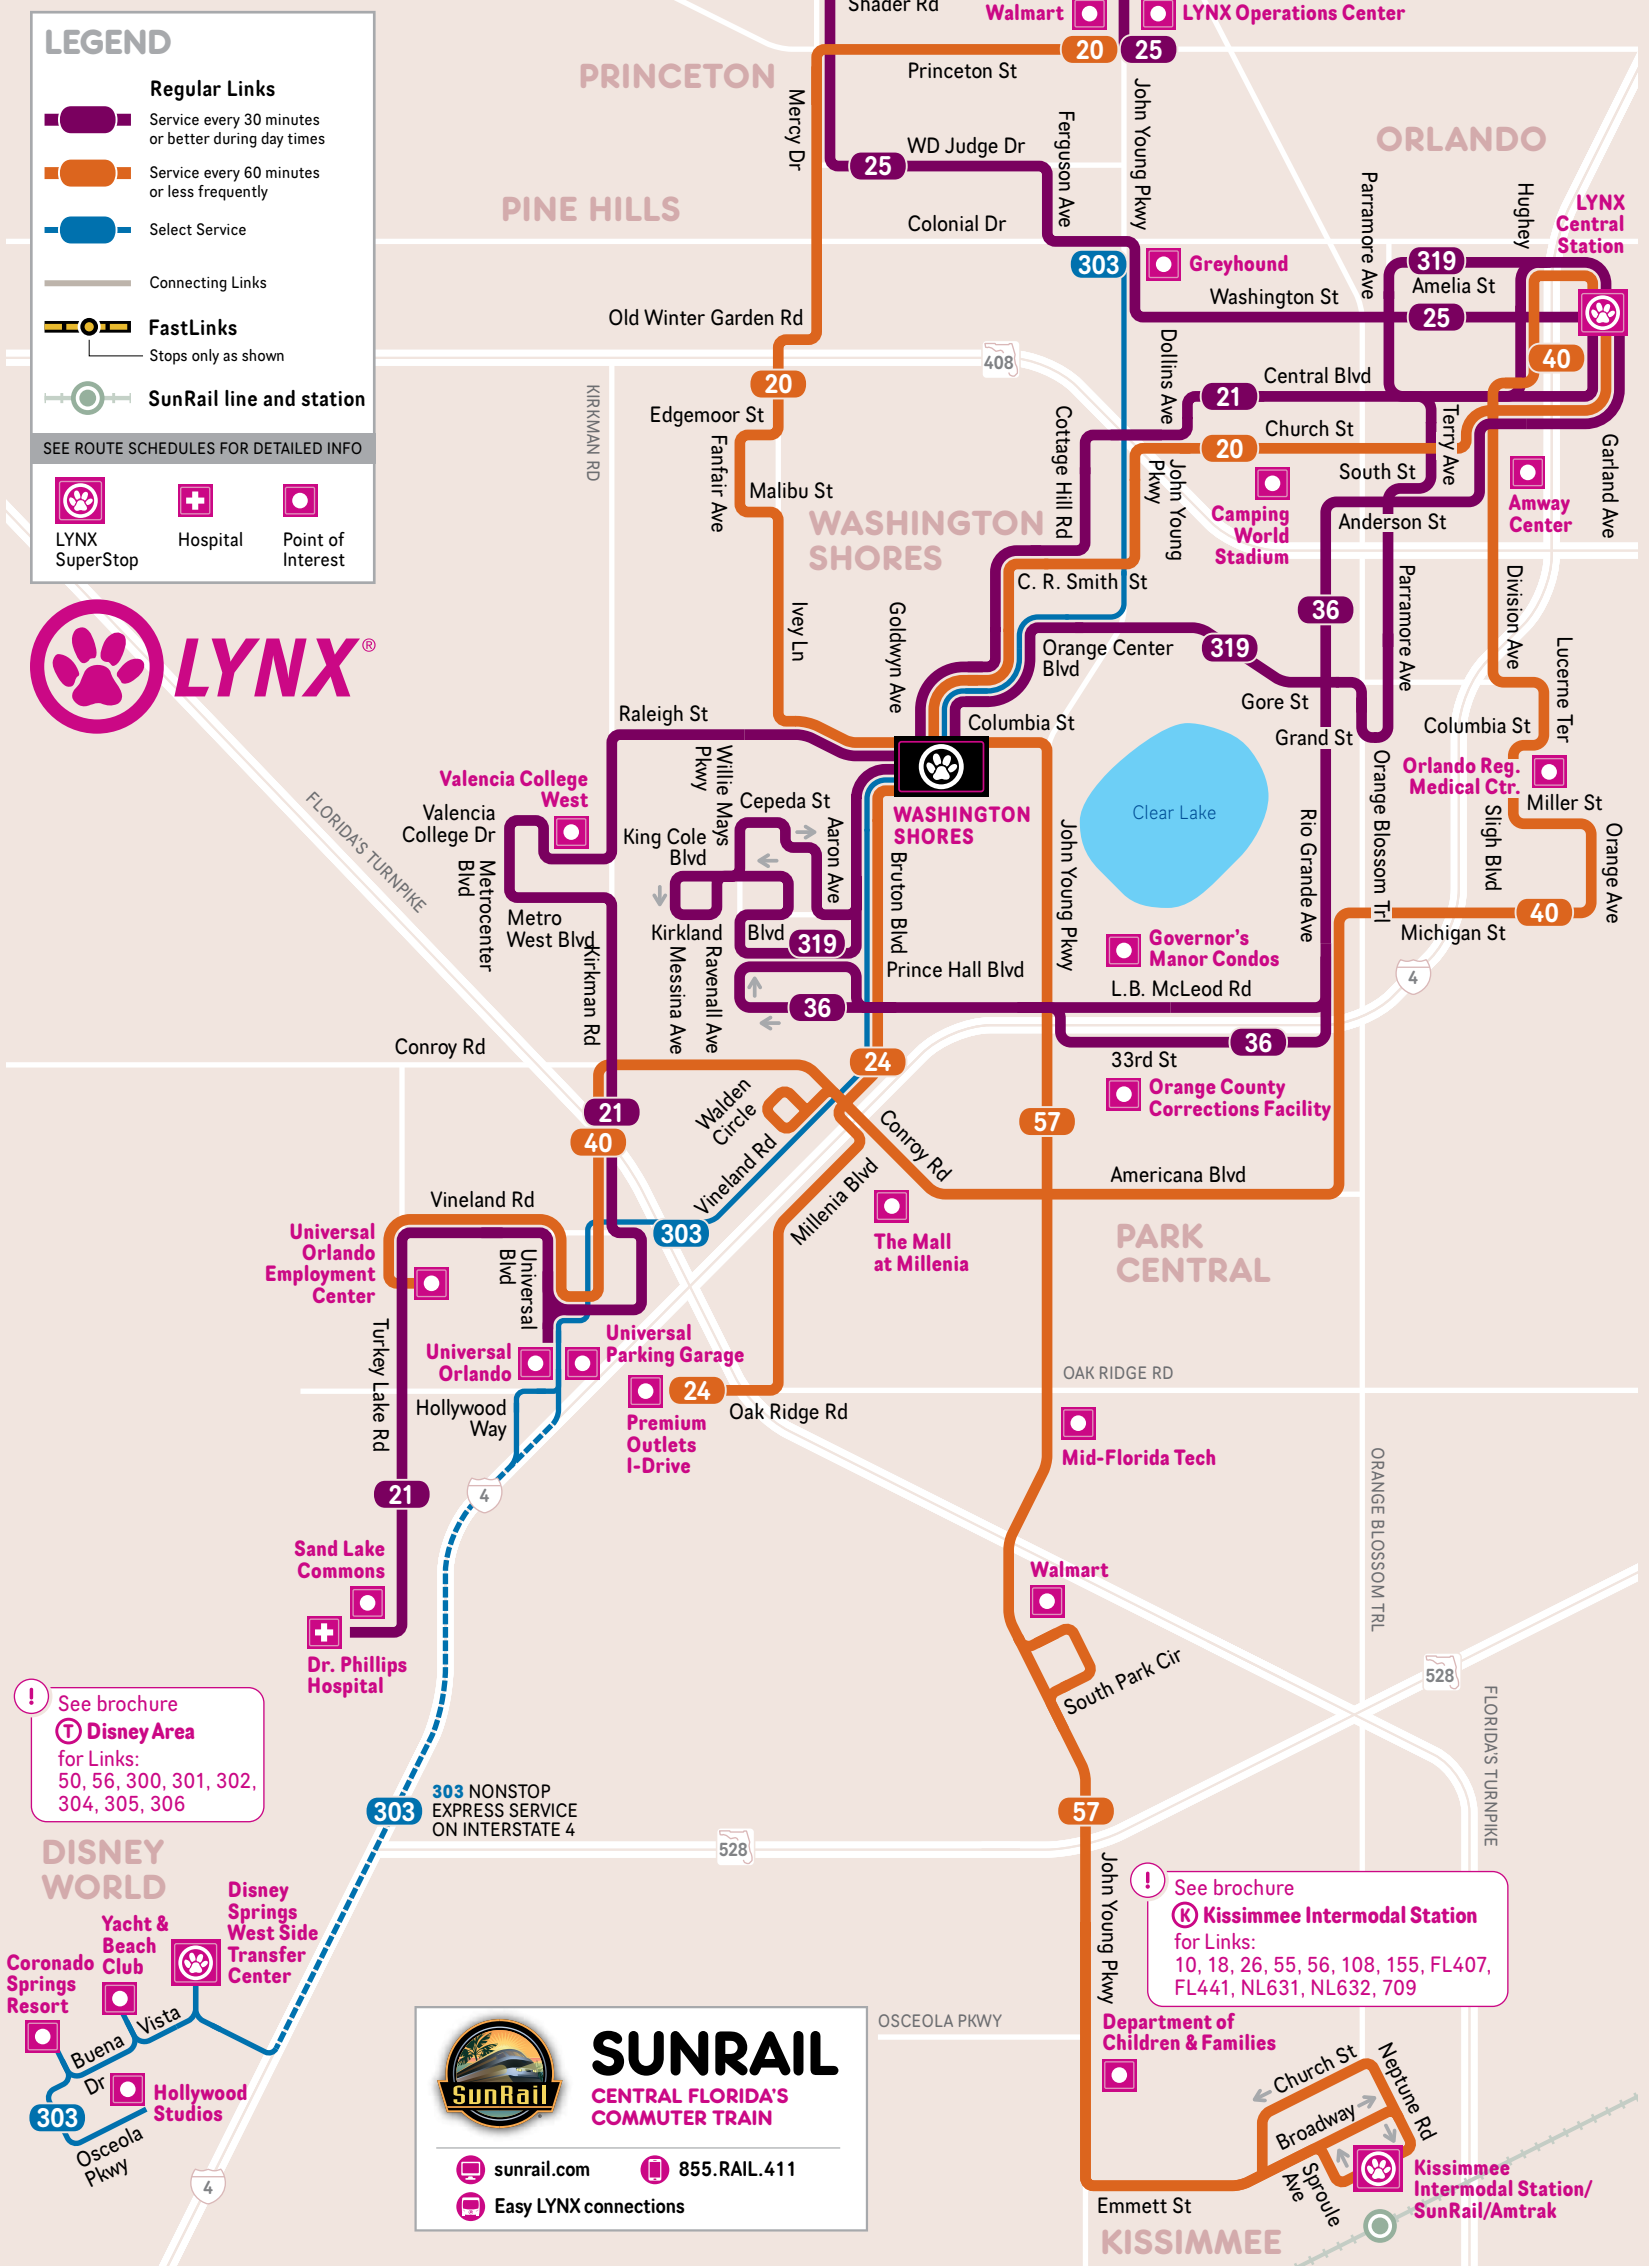 LEGEND
Regular Links
Service every 30 minutes
or better during day times
Service every 60 minutes
or less frequently
Select Service
Connecting Links
FastLinks
Stops only as shown
SunRail line and station
SEE ROUTE SCHEDULES FOR DETAILED INFO
LYNX
SuperStop
Hospital
Point of
Interest
LYNX®
Shader Rd
Walmart
LYNX Operations Center
20
25
Princeton St
PRINCETON
Mercy Dr
Ferguson Ave
John Young Pkwy
ORLANDO
25
WD Judge Dr
PINE HILLS
Colonial Dr
Parramore Ave
Hughey
LYNX
Central
Station
303
Greyhound
319
Amelia St
Washington St
25
Old Winter Garden Rd
408
40
Dollins Ave
Central Blvd
20
21
KIRKMAN RD
Edgemoor St
Fanfair Ave
Cottage Hill Rd
Church St
20
Terry Ave
Garland Ave
John Young
Pkwy
South St
Malibu St
WASHINGTON
SHORES
Camping
World
Stadium
Anderson St
Amway
Center
C. R. Smith St
Ivey Ln
Goldwyn Ave
36
Parramore Ave
Division Ave
Lucerne Ter
Orange Center
Blvd
319
Gore St
Raleigh St
Columbia St
Grand St
Columbia St
Willie Mays
Pkwy
Valencia College
West
Valencia
College Dr
WASHINGTON
SHORES
Clear Lake
Orlando Reg.
Medical Ctr.
Miller St
Cepeda St
King Cole
Blvd
Aaron Ave
Bruton Blvd
John Young Pkwy
Rio Grande Ave
Orange Blossom Trl
Sligh Blvd
Orange Ave
FLORIDA'S TURNPIKE
Metrocenter
Blvd
Metro
West Blvd
Kirkland
Blvd
319
Governor's
Manor Condos
40
Michigan St
Kirkman Rd
Messina Ave
Ravenall Ave
Prince Hall Blvd
4
36
L.B. McLeod Rd
36
33rd St
Conroy Rd
24
Orange County
Corrections Facility
21
40
Walden
Circle
57
Conroy Rd
Vineland Rd
Millenia Blvd
Americana Blvd
Vineland Rd
303
The Mall
at Millenia
PARK
CENTRAL
Universal
Orlando
Employment
Center
Universal
Blvd
Turkey Lake Rd
Universal
Orlando
Universal
Parking Garage
Hollywood
Way
24
Oak Ridge Rd
Premium
Outlets
I-Drive
OAK RIDGE RD
Mid-Florida Tech
21
4
ORANGE BLOSSOM TRL
Sand Lake
Commons
Walmart
Dr. Phillips
Hospital
South Park Cir
528
FLORIDA'S TURNPIKE
!
See brochure
T Disney Area
for Links:
50, 56, 300, 301, 302,
304, 305, 306
303
303 NONSTOP
EXPRESS SERVICE
ON INTERSTATE 4
57
528
DISNEY
WORLD
John Young Pkwy
!
See brochure
K Kissimmee Intermodal Station
for Links:
10, 18, 26, 55, 56, 108, 155, FL407,
FL441, NL631, NL632, 709
Disney
Springs
West Side
Transfer
Center
Yacht &
Beach
Club
Coronado
Springs
Resort
Buena
Vista
Dr
Hollywood
Studios
303
Osceola
Pkwy
4
SunRail
SUNRAIL
CENTRAL FLORIDA'S
COMMUTER TRAIN
sunrail.com
855.RAIL.411
Easy LYNX connections
OSCEOLA PKWY
Department of
Children & Families
Church St
Neptune Rd
Broadway
Sproule
Ave
Emmett St
Kissimmee
Intermodal Station/
SunRail/Amtrak
KISSIMMEE